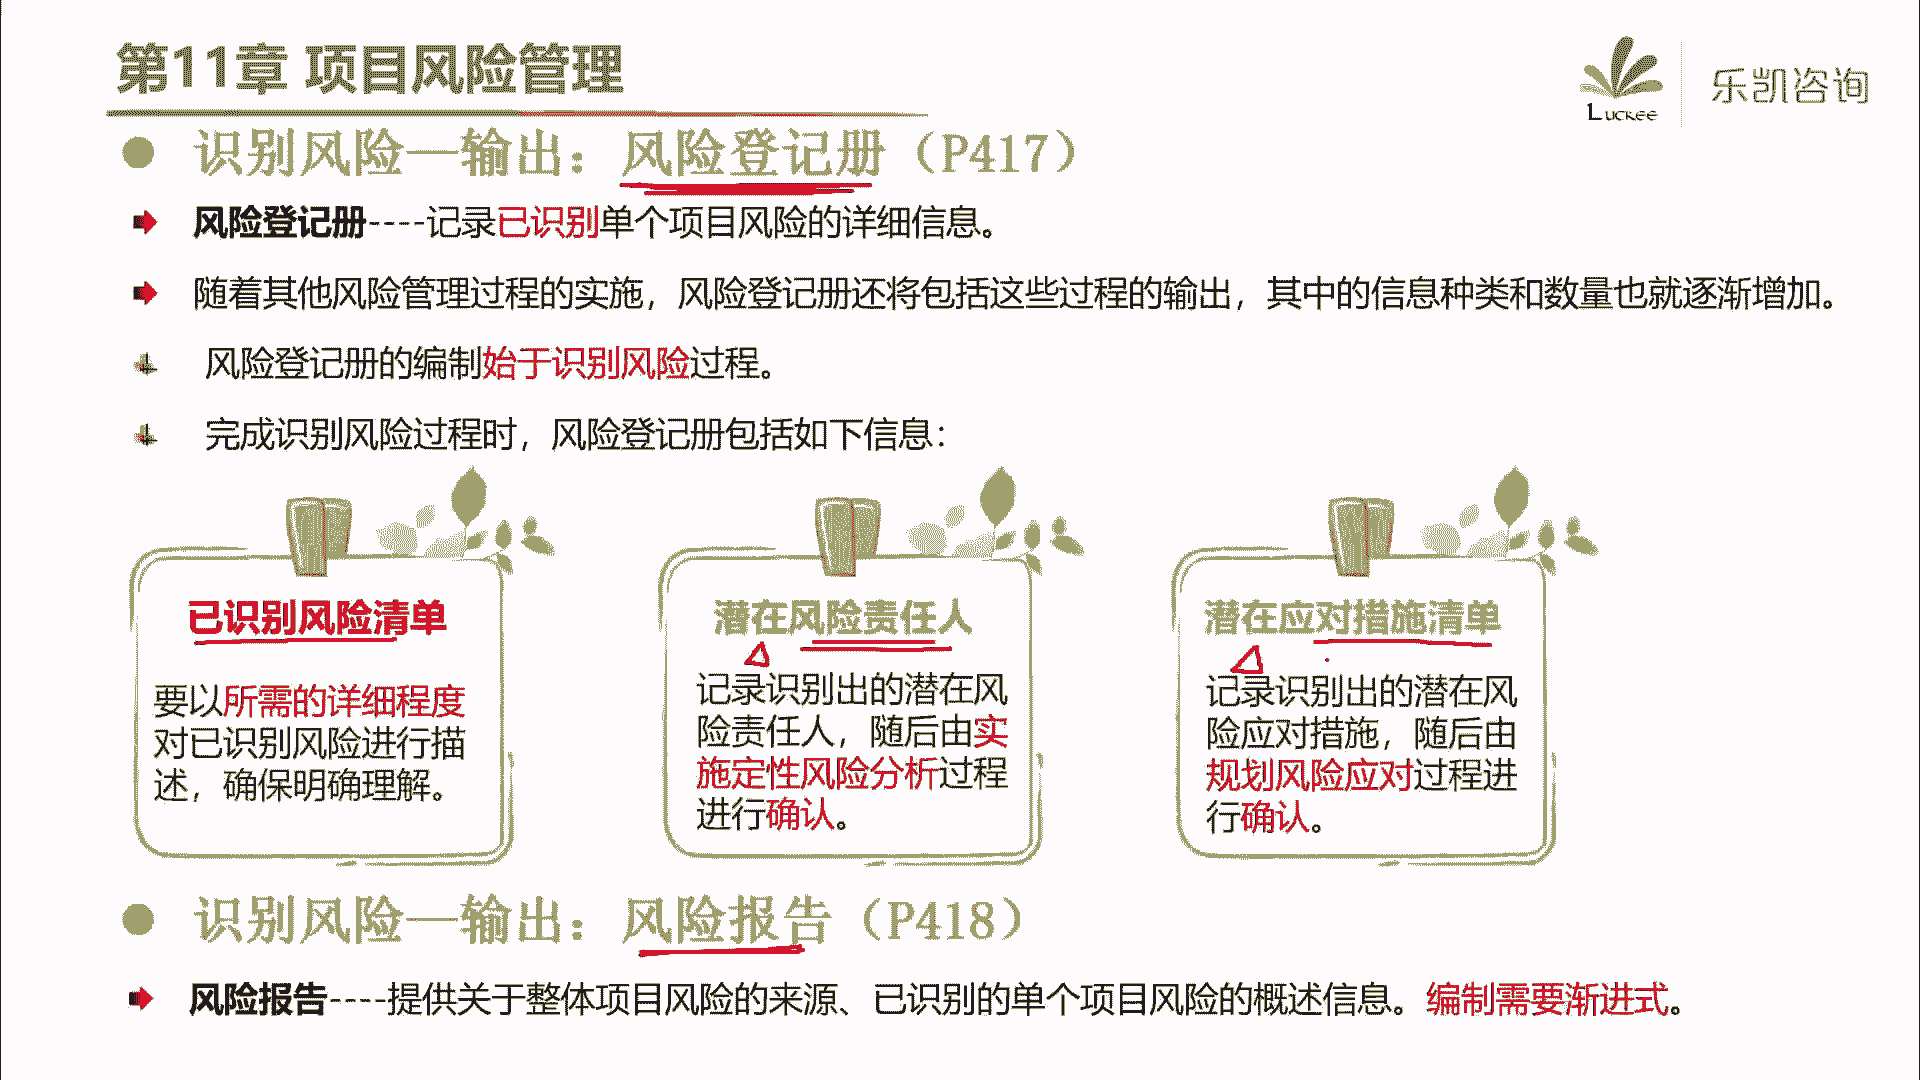 第11章 项目风险管理
Luckee
乐凯咨询
识别风险—输出：风险登记册（P417）
风险登记册----记录已识别单个项目风险的详细信息。
随着其他风险管理过程的实施，风险登记册还将包括这些过程的输出，其中的信息种类和数量也就逐渐增加。
风险登记册的编制始于识别风险过程。
完成识别风险过程时，风险登记册包括如下信息：
已识别风险清单
要以所需的详细程度
对已识别风险进行描
述，确保明确理解。
潜在风险责任人
记录识别出的潜在风
险责任人，随后由实
施定性风险分析过程
进行确认。
潜在应对措施清单
记录识别出的潜在风
险应对措施，随后由
规划风险应对过程进
行确认。
识别风险—输出：风险报告（P418）
风险报告----提供关于整体项目风险的来源、已识别的单个项目风险的概述信息。编制需要渐进式。